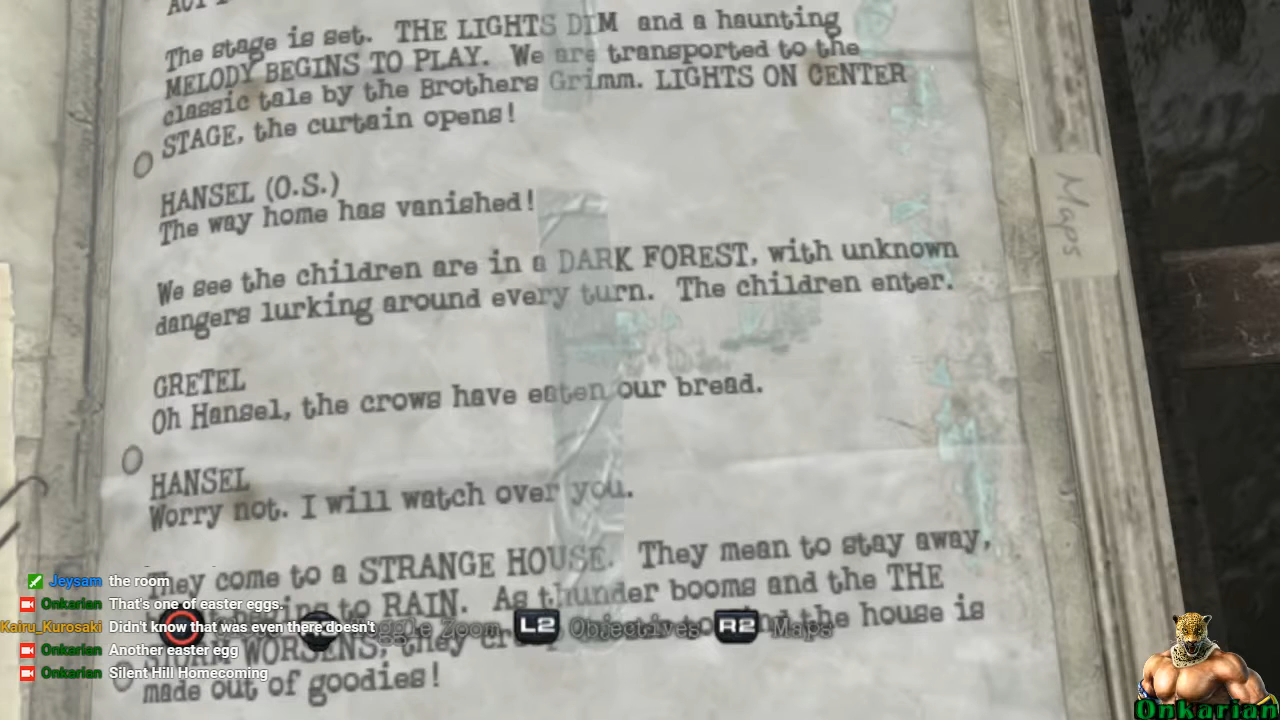 The stage is set. THE LIGHTS DIM and a haunting
MELODY BEGINS TO PLAY. We are transported to the
classic tale by the Brothers Grimm. LIGHTS ON CENTER
STAGE, the curtain opens!
HANSEL (O.S.)
The way home has vanished!
We see the children are in a DARK FOREST, with unknown
dangers lurking around every turn. The children enter.
GRETEL
Oh Hansel, the crows have eaten our bread.
HANSEL
Worry not. I will watch over you.
They come to a STRANGE HOUSE. They mean to stay away,
to RAIN. As thunder booms and the THE
WORSENS, they the house is
made out of goodies!
Maps
Toggle Zoom L2 Objectives R2 Maps
Jeysam the room
Onkarian That's one of easter eggs.
Kairu_Kurosaki Didn't know that was even there doesn't
Onkarian Another easter egg
Onkarian Silent Hill Homecoming
Onkarian